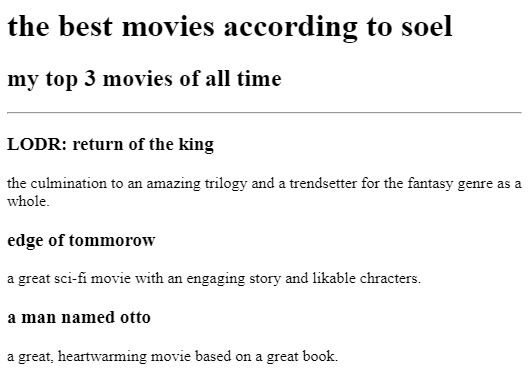 the best movies according to soel
my top 3 movies of all time
LODR: return of the king
the culmination to an amazing trilogy and a trendsetter for the fantasy genre as a
whole.
edge of tommorow
a great sci-fi movie with an engaging story and likable chracters.
a man named otto
a great, heartwarming movie based on a great book.